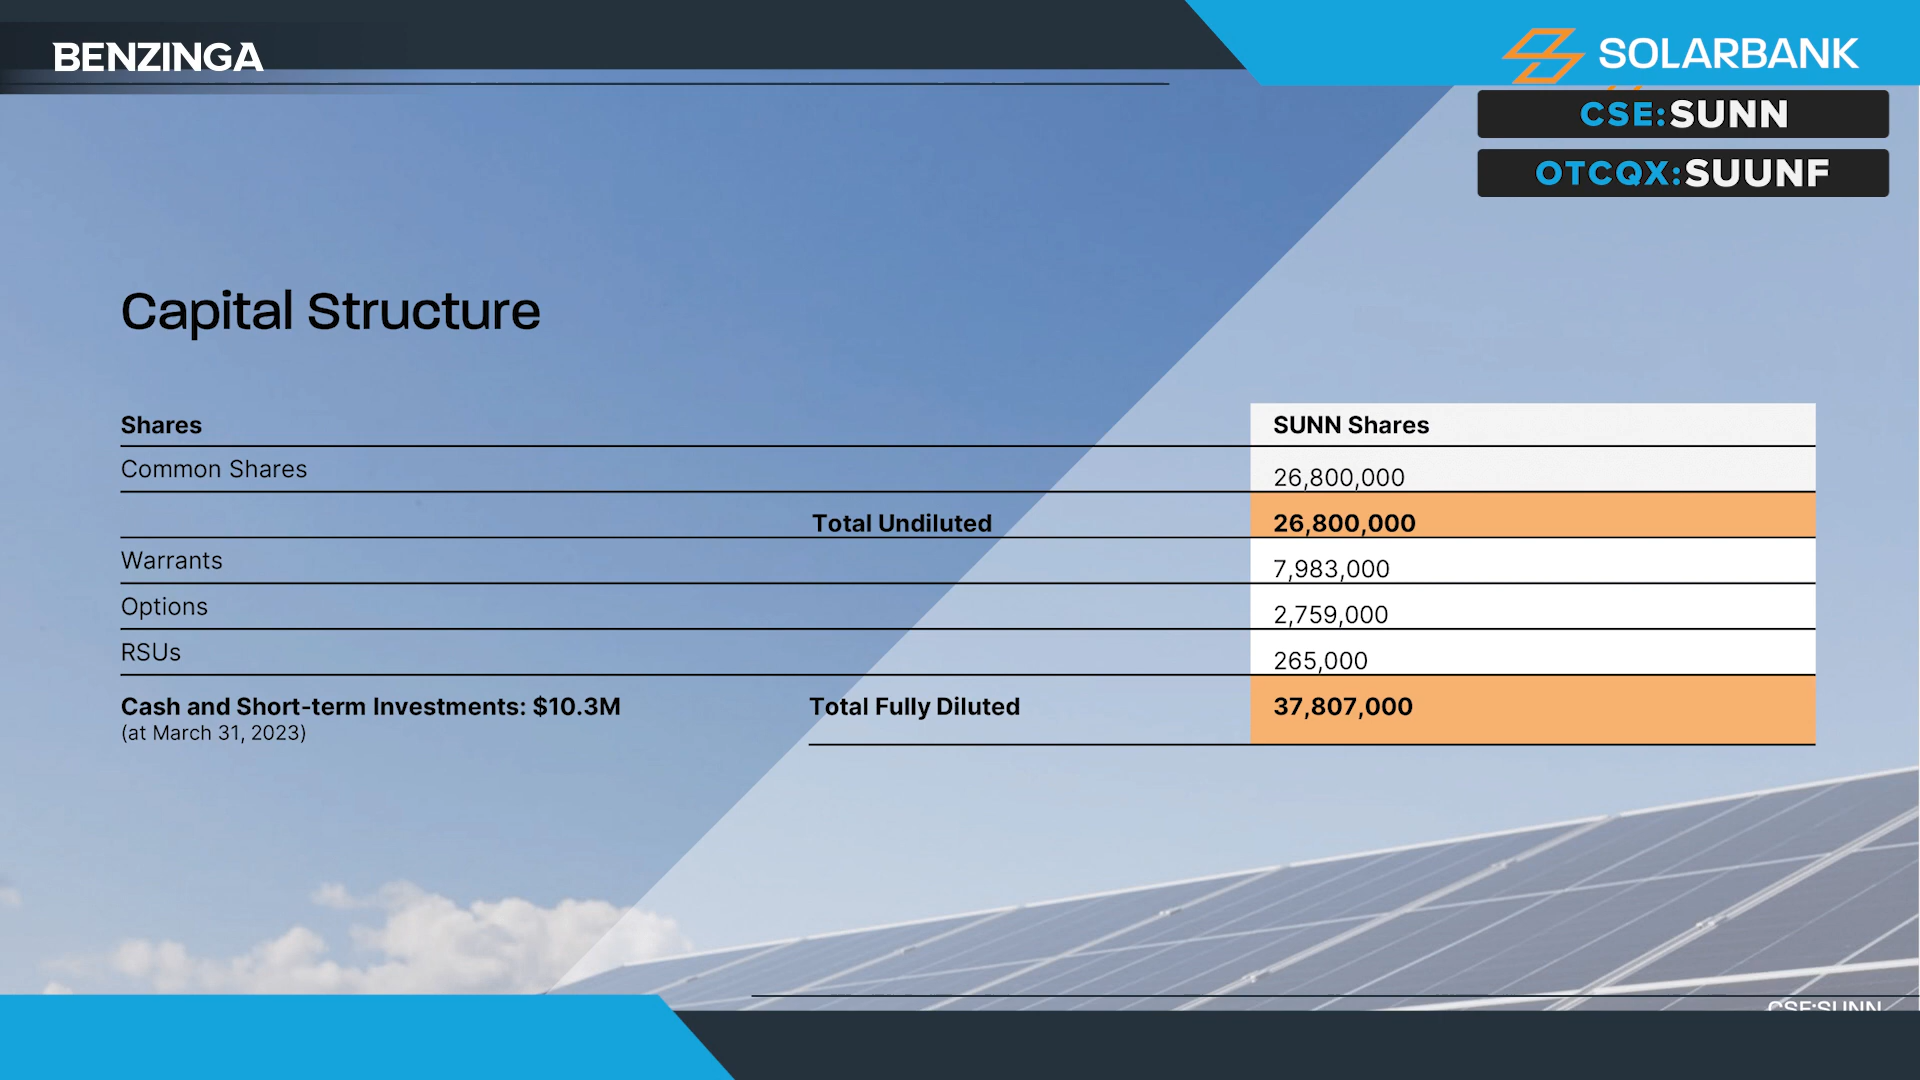 BENZINGA
SOLARBANK
CSE:SUNN
OTCQX:SUUNF
Capital Structure
Shares SUNN Shares
Common Shares 26,800,000
Total Undiluted 26,800,000
Warrants 7,983,000
Options 2,759,000
RSUs 265,000
Cash and Short-term Investments: $10.3M Total Fully Diluted 37,807,000
(at March 31, 2023)
CSE:SUNN